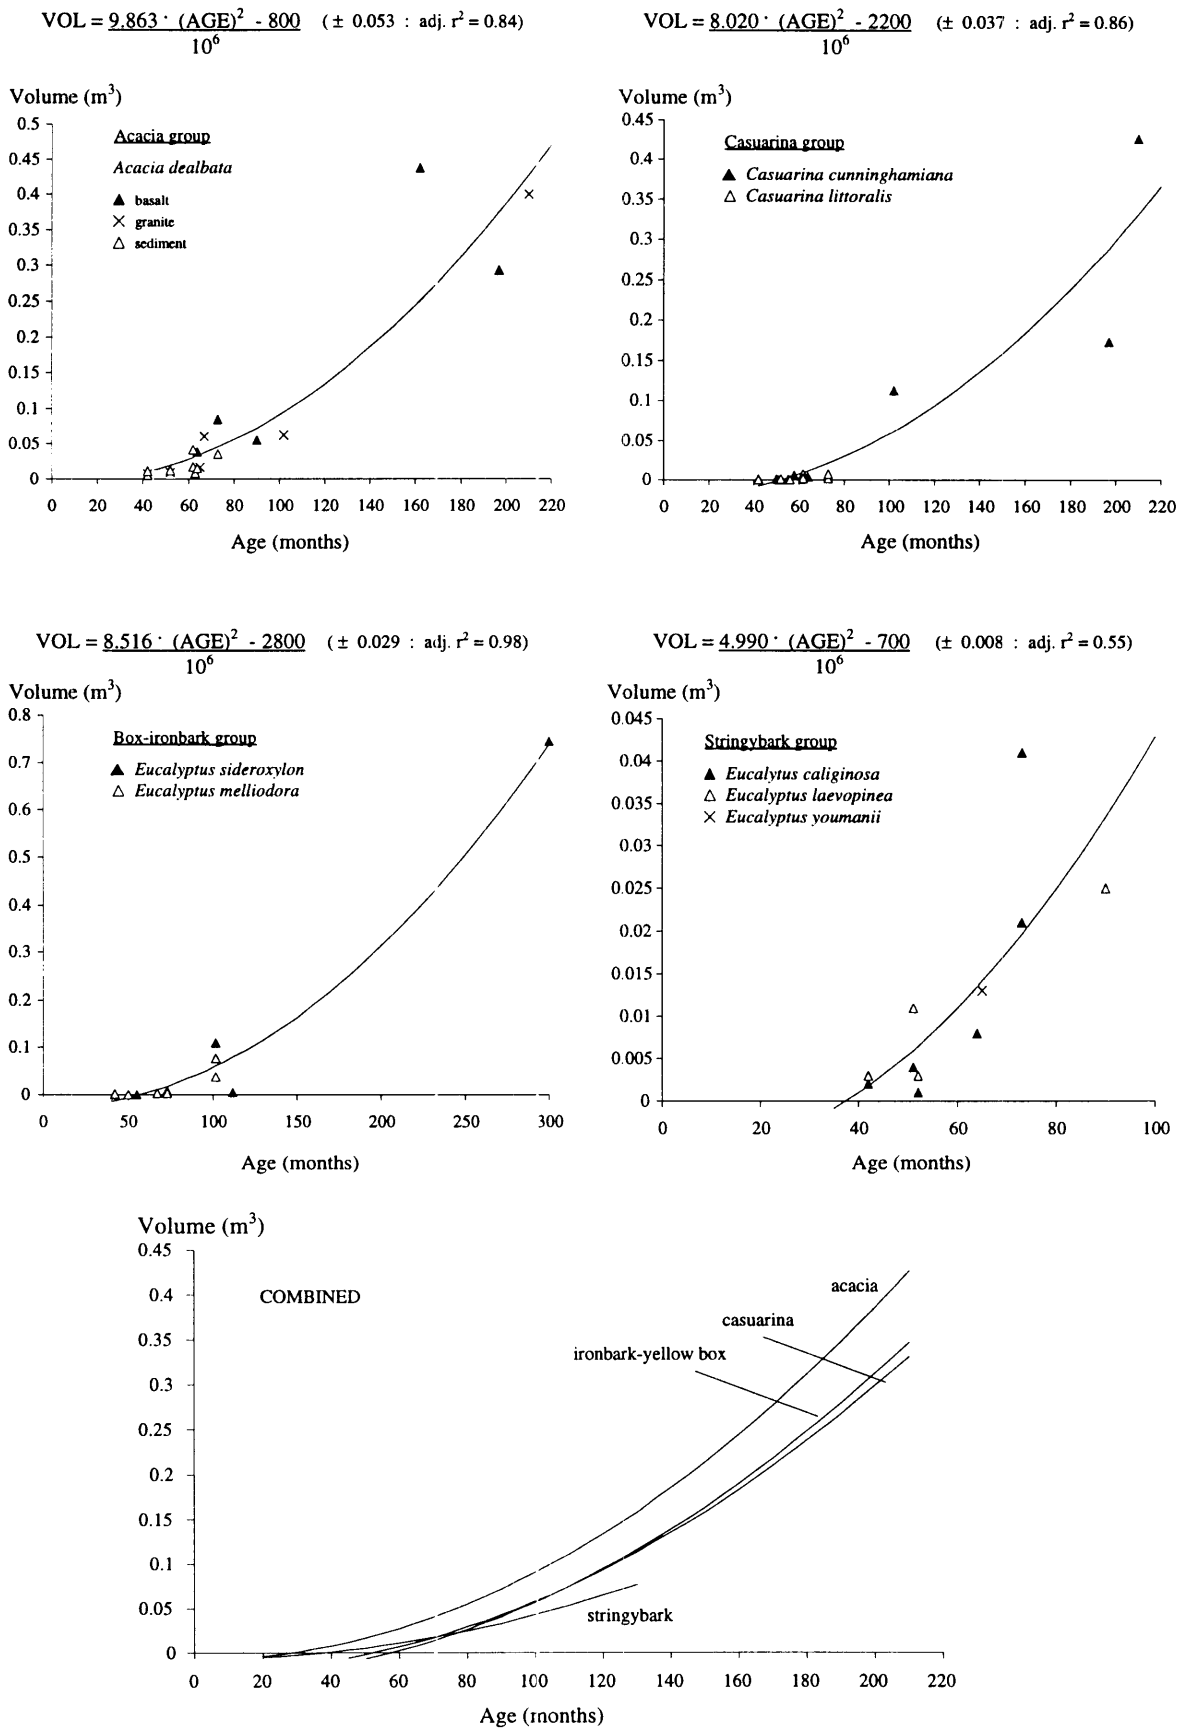 VOL = 9.863 · (AGE)² - 800 (± 0.053 : adj. r² = 0.84)
10⁶
Volume (m³)
0.5
0.45
0.4
0.35
0.3
0.25
0.2
0.15
0.1
0.05
0
Acacia group
Acacia dealbata
basalt
granite
sediment
0 20 40 60 80 100 120 140 160 180 200 220
Age (months)
VOL = 8.020 · (AGE)² - 2200 (± 0.037 : adj. r² = 0.86)
10⁶
Volume (m³)
0.45
0.4
0.35
0.3
0.25
0.2
0.15
0.1
0.05
0
Casuarina group
Casuarina cunninghamiana
Casuarina littoralis
0 20 40 60 80 100 120 140 160 180 200 220
Age (months)
VOL = 8.516 · (AGE)² - 2800 (± 0.029 : adj. r² = 0.98)
10⁶
Volume (m³)
0.8
0.7
0.6
0.5
0.4
0.3
0.2
0.1
0
Box-ironbark group
Eucalyptus sideroxylon
Eucalyptus melliodora
0 50 100 150 200 250 300
Age (months)
VOL = 4.990 · (AGE)² - 700 (± 0.008 : adj. r² = 0.55)
10⁶
Volume (m³)
0.045
0.04
0.035
0.03
0.025
0.02
0.015
0.01
0.005
0
Stringybark group
Eucalytus caliginosa
Eucalyptus laevopinea
Eucalyptus youmanii
0 20 40 60 80 100
Age (months)
Volume (m³)
0.45
0.4
0.35
0.3
0.25
0.2
0.15
0.1
0.05
0
COMBINED
acacia
casuarina
ironbark-yellow box
stringybark
0 20 40 60 80 100 120 140 160 180 200 220
Age (months)